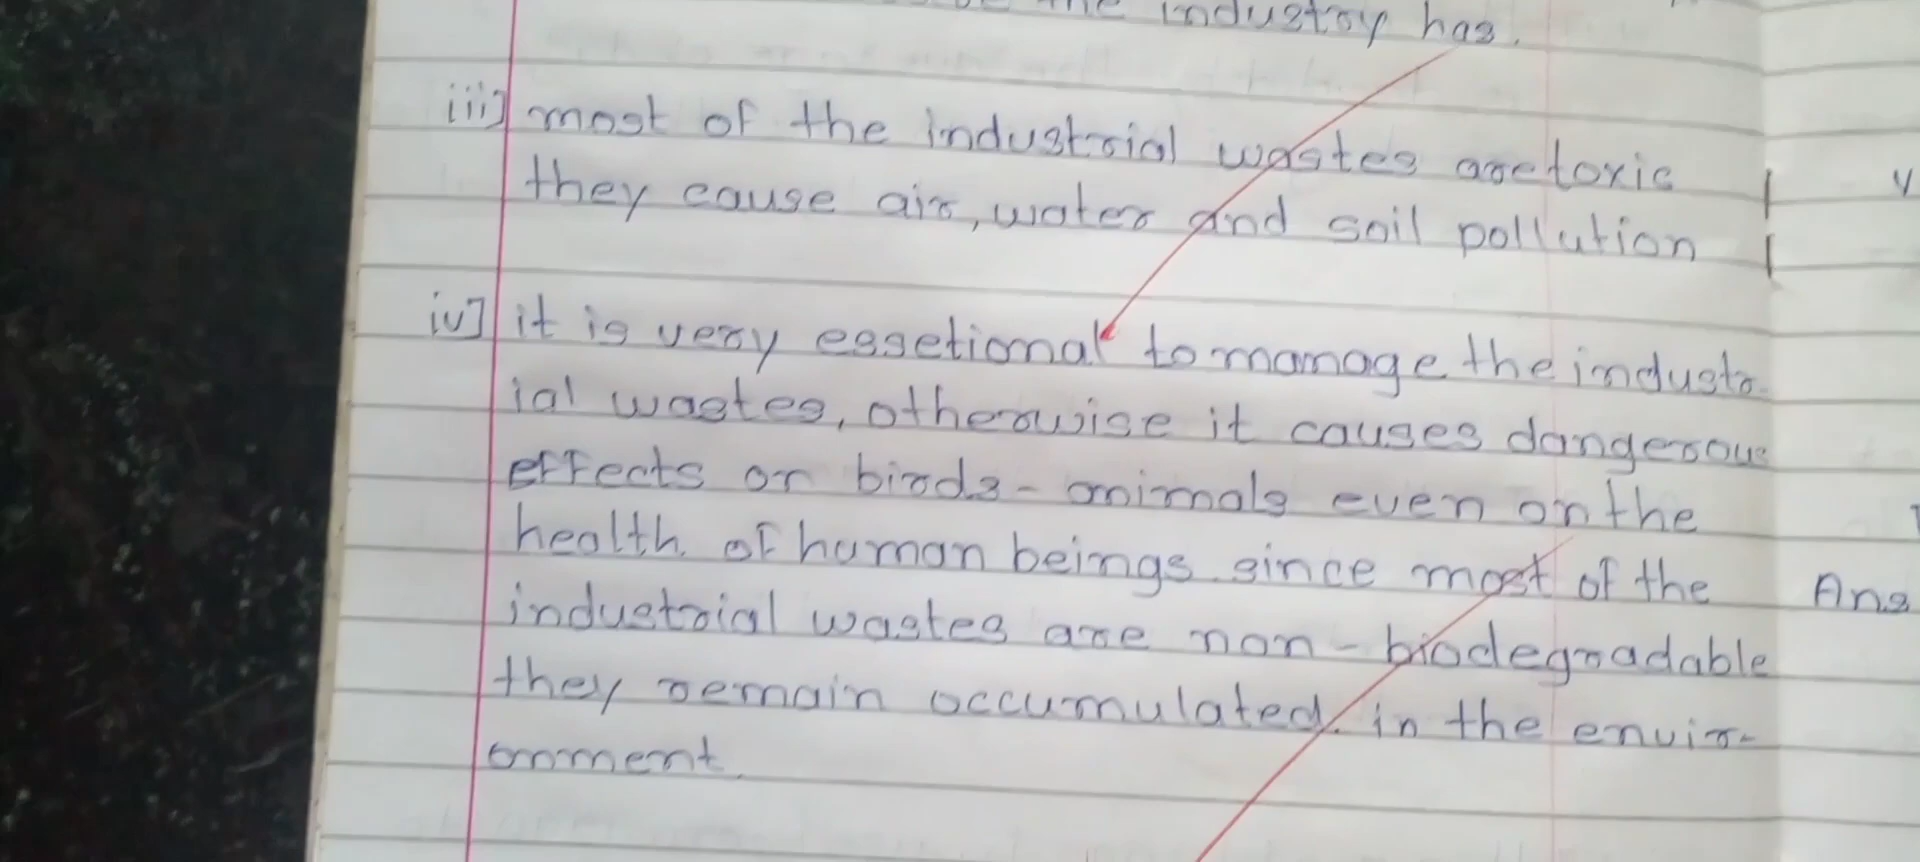 the industry has.
iii] most of the industrial wastes are toxic
they cause air, water and soil pollution
iv] it is very essetional to manage the industr-
ial wastes, otherwise it causes dangerous
effects on birds - animals even on the
health of human beings. since most of the
Ans
industrial wastes are non - biodegradable
they remain occumulated. in the envir-
onment.